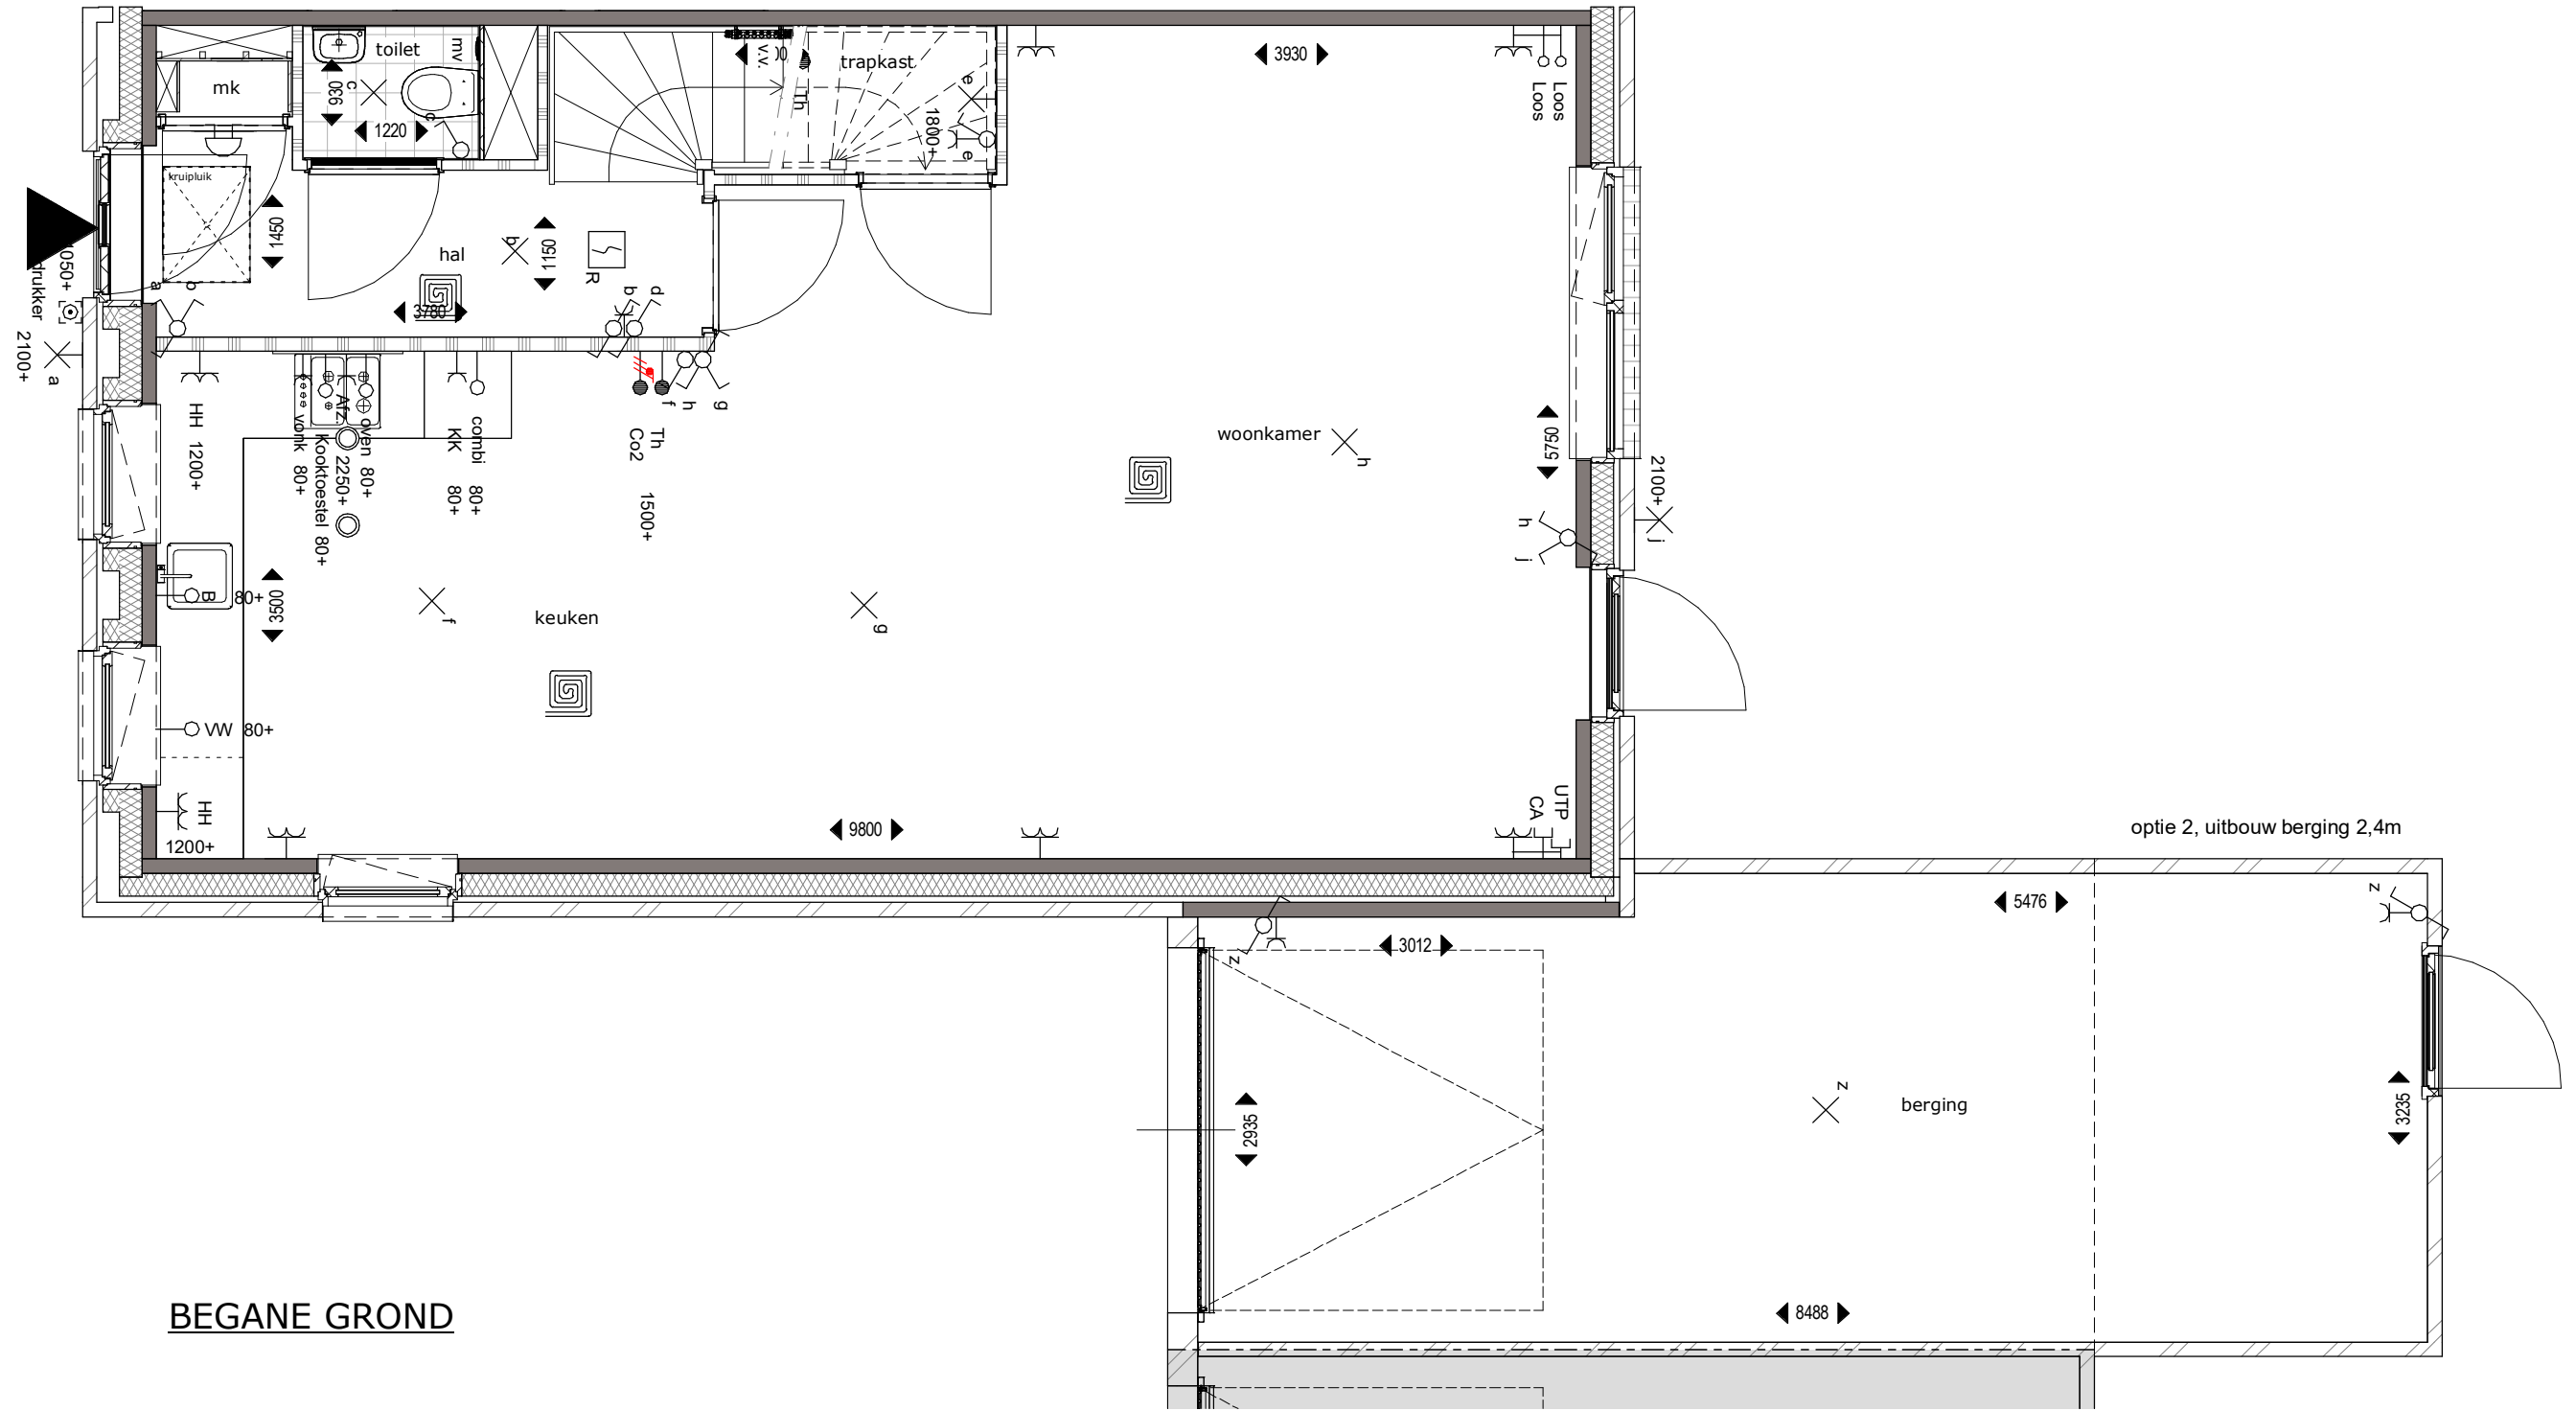 toilet
mv
c
930
1220
c
mk
kruipluik
v.v.
Th
trapkast
e
1800+
e
3930
Loos
Loos
1450
hal
b
1150
R
3780
b
d
050+
drukker
2100+
a
a
b
HH 1200+
vonk 80+
Kooktoestel 80+
Afz. 2250+
oven 80+
KK 80+
combi 80+
f
h
g
Th
Co2 1500+
woonkamer
h
5750
2100+
j
h
j
B 80+
3500
f
keuken
g
VW 80+
HH
1200+
9800
CA
UTP
optie 2, uitbouw berging 2,4m
5476
z
z
3012
2935
z
berging
3235
8488
BEGANE GROND